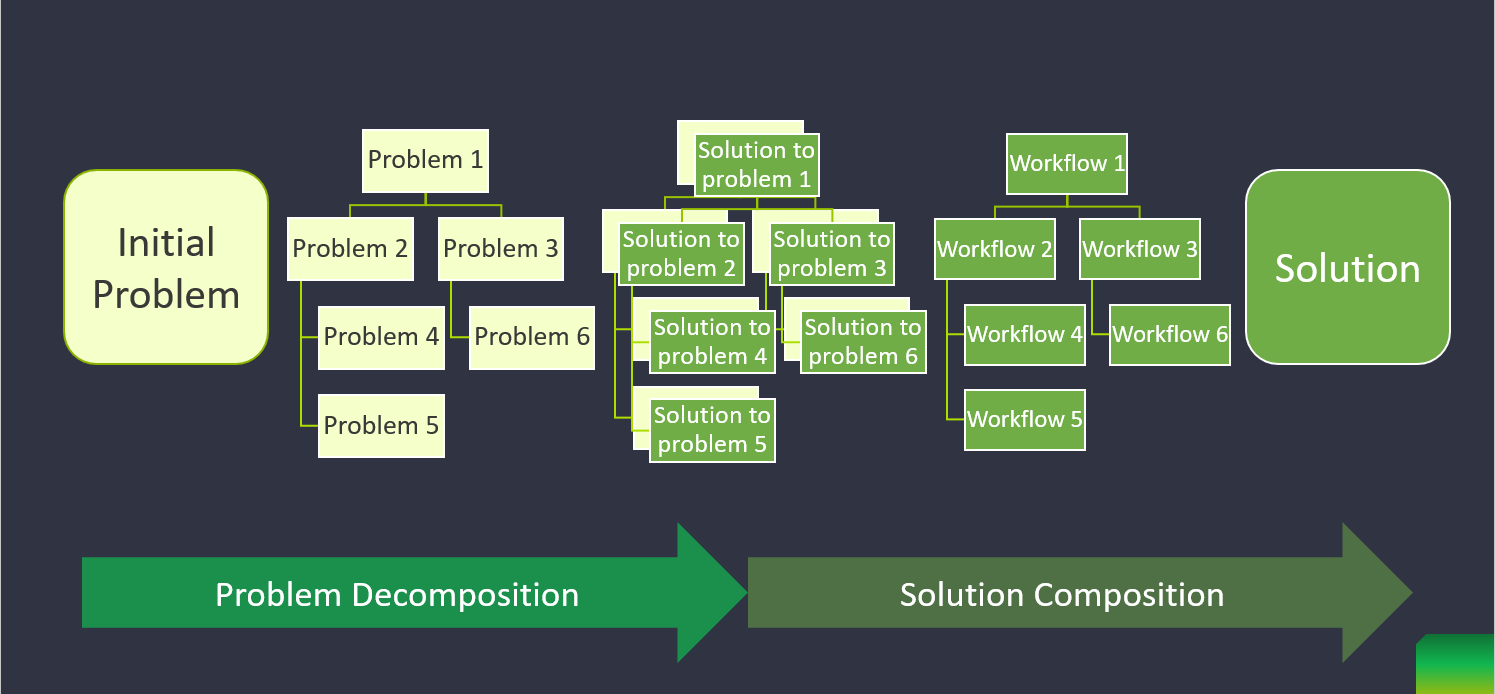 Initial
Problem
Problem 1
Problem 2
Problem 3
Problem 4
Problem 6
Problem 5
Solution to
problem 1
Solution to
problem 2
Solution to
problem 3
Solution to
problem 4
Solution to
problem 6
Solution to
problem 5
Workflow 1
Workflow 2
Workflow 3
Workflow 4
Workflow 6
Workflow 5
Solution
Problem Decomposition
Solution Composition